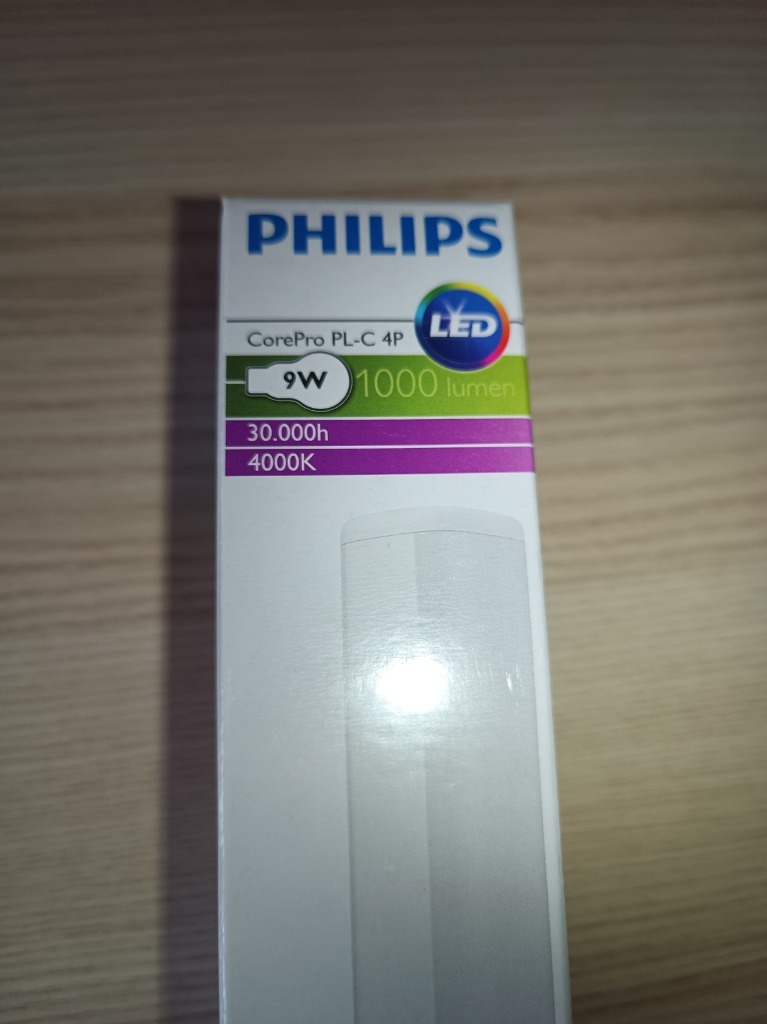 PHILIPS
LED
CorePro PL-C 4P
9W 1000 lumen
30.000h
4000K